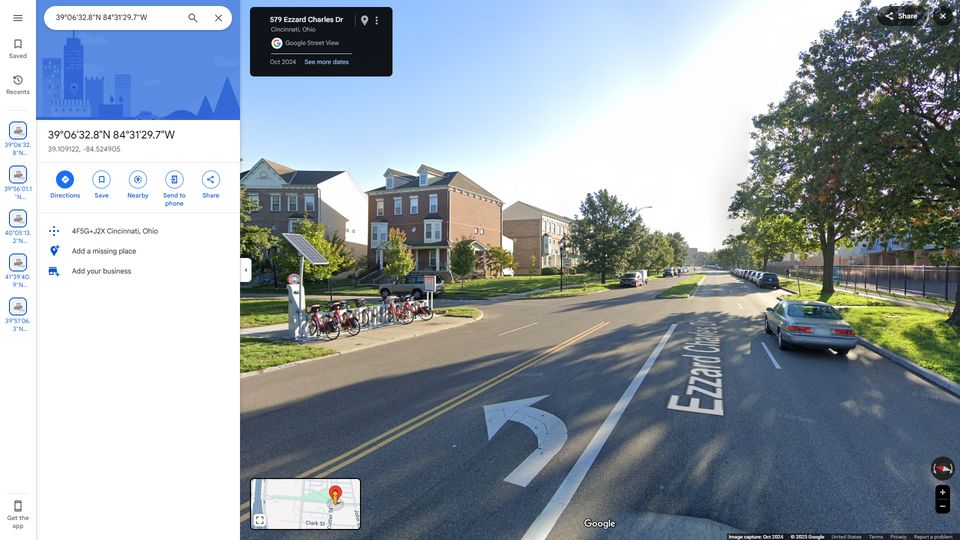 39°06'32.8"N 84°31'29.7"W
Saved
Recents
39°06'32.
8"N...
39°56'01.1
"N...
40°05'13.
2"N...
41°39'40.
9"N...
39°51'06.
3"N...
Get the
app
39°06'32.8"N 84°31'29.7"W
39.109122, -84.524905
Directions
Save
Nearby
Send to
phone
Share
4F5G+J2X Cincinnati, Ohio
Add a missing place
Add your business
579 Ezzard Charles Dr
Cincinnati, Ohio
Google Street View
Oct 2024 See more dates
Share
Ezzard Charles
Clark St
Cutter St
Google
Image capture: Oct 2024 © 2025 Google United States Terms Privacy Report a problem